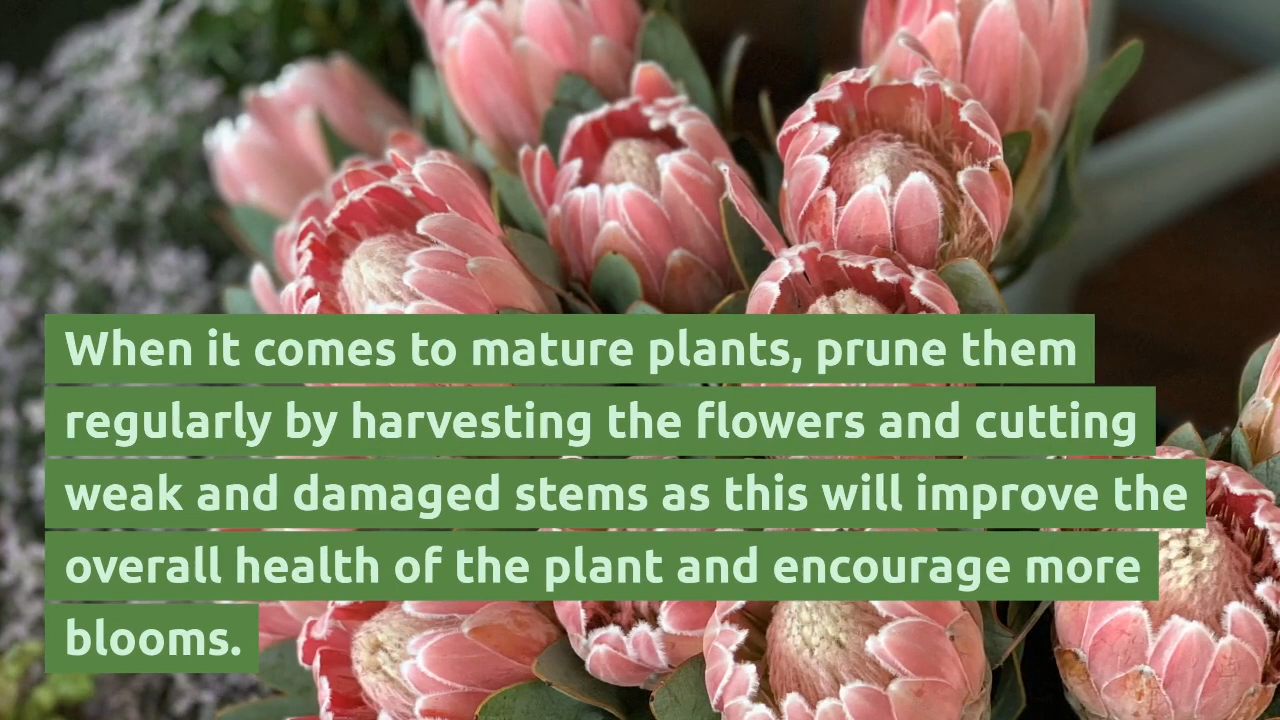 When it comes to mature plants, prune them
regularly by harvesting the flowers and cutting
weak and damaged stems as this will improve the
overall health of the plant and encourage more
blooms.